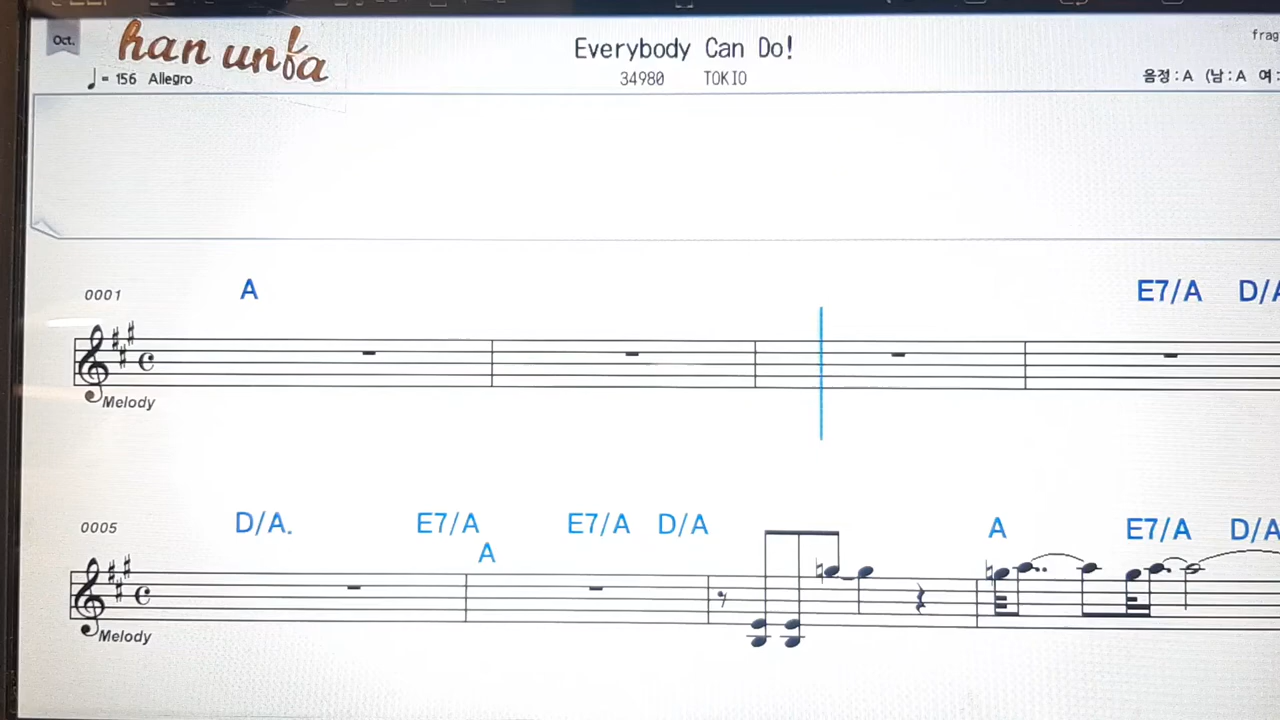 Oct. han unfa
Everybody Can Do!
frag
♩= 156 Allegro
34980 TOKIO
음정:A (남:A 여:
0001 A E7/A D/A
Melody
0005 D/A. E7/A A E7/A D/A A E7/A D/A
Melody